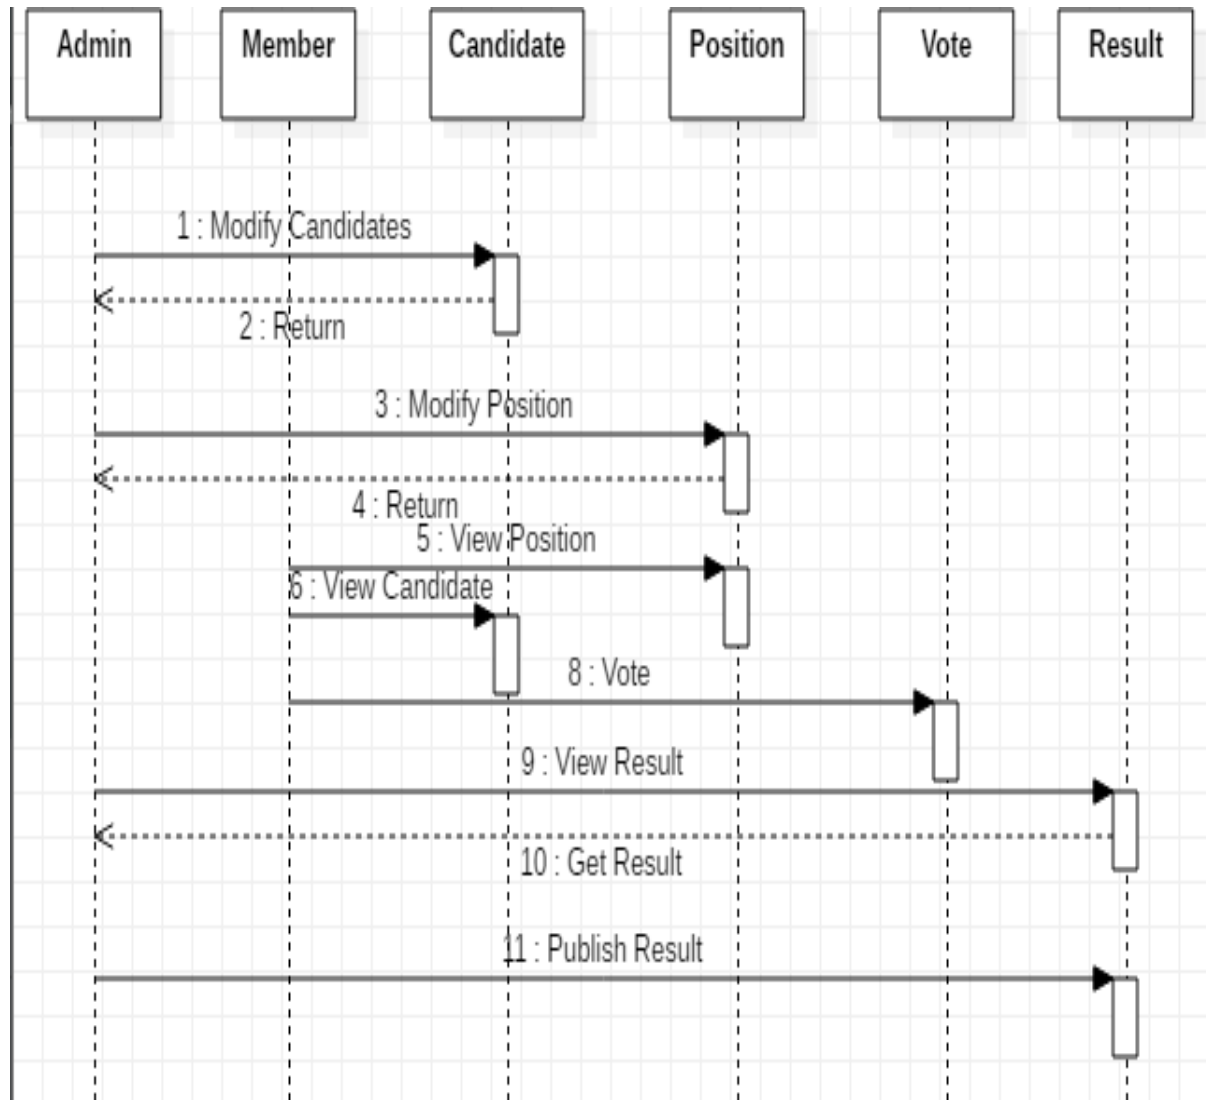 Admin
Member
Candidate
Position
Vote
Result
1 : Modify Candidates
2 : Return
3 : Modify Position
4 : Return
5 : View Position
6 : View Candidate
8 : Vote
9 : View Result
10 : Get Result
11 : Publish Result